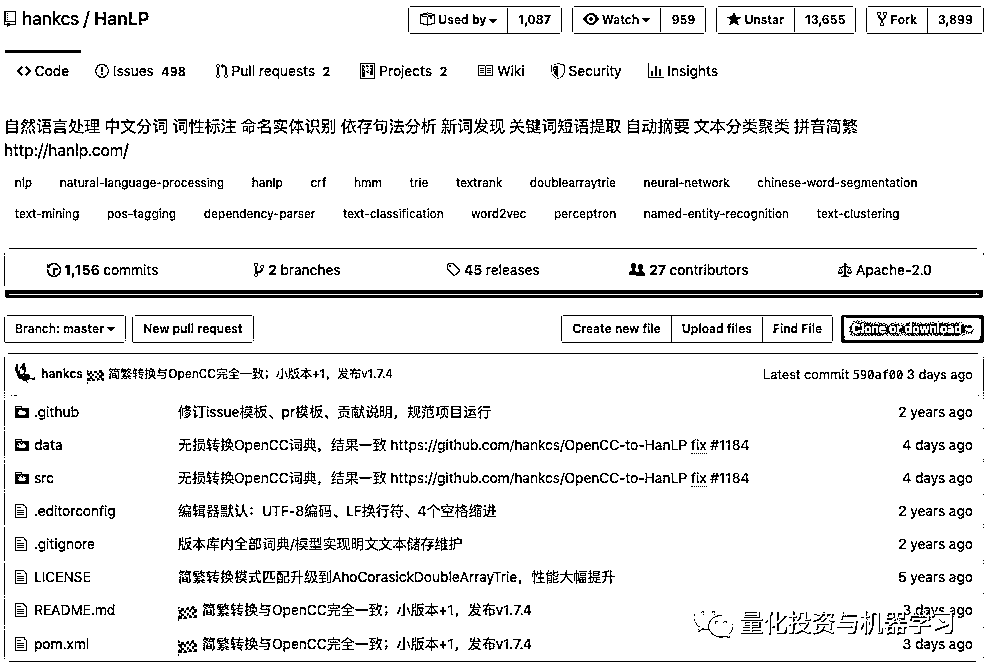 hankcs / HanLP Used by 1,087 Watch 959 Unstar 13,655 Fork 3,899
Code Issues 498 Pull requests 2 Projects 2 Wiki Security Insights
自然语言处理 中文分词 词性标注 命名实体识别 依存句法分析 新词发现 关键词短语提取 自动摘要 文本分类聚类 拼音简繁
http://hanlp.com/
nlp natural-language-processing hanlp crf hmm trie textrank doublearraytrie neural-network chinese-word-segmentation
text-mining pos-tagging dependency-parser text-classification word2vec perceptron named-entity-recognition text-clustering
1,156 commits 2 branches 45 releases 27 contributors Apache-2.0
Branch: master New pull request Create new file Upload files Find File Clone or download
hankcs 简繁转换与OpenCC完全一致；小版本+1，发布v1.7.4 Latest commit 590af00 3 days ago
.github 修订issue模板、pr模板、贡献说明，规范项目运行 2 years ago
data 无损转换OpenCC词典，结果一致 https://github.com/hankcs/OpenCC-to-HanLP fix #1184 4 days ago
src 无损转换OpenCC词典，结果一致 https://github.com/hankcs/OpenCC-to-HanLP fix #1184 4 days ago
.editorconfig 编辑器默认：UTF-8编码、LF换行符、4个空格缩进 2 years ago
.gitignore 版本库内全部词典/模型实现明文文本储存维护 2 years ago
LICENSE 简繁转换模式匹配升级到AhoCorasickDoubleArrayTrie，性能大幅提升 5 years ago
README.md 简繁转换与OpenCC完全一致；小版本+1，发布v1.7.4 3 days ago
量化投资与机器学习
pom.xml 简繁转换与OpenCC完全一致；小版本+1，发布v1.7.4 3 days ago